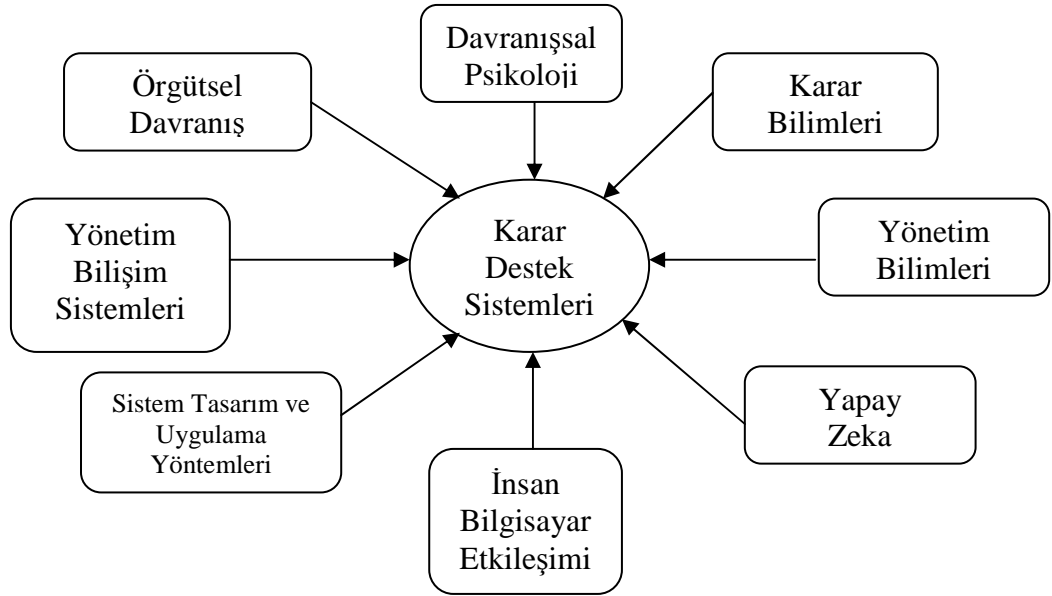 Davranışsal
Psikoloji
Örgütsel
Davranış
Karar
Bilimleri
Yönetim
Bilişim
Sistemleri
Karar
Destek
Sistemleri
Yönetim
Bilimleri
Sistem Tasarım ve
Uygulama
Yöntemleri
Yapay
Zeka
İnsan
Bilgisayar
Etkileşimi